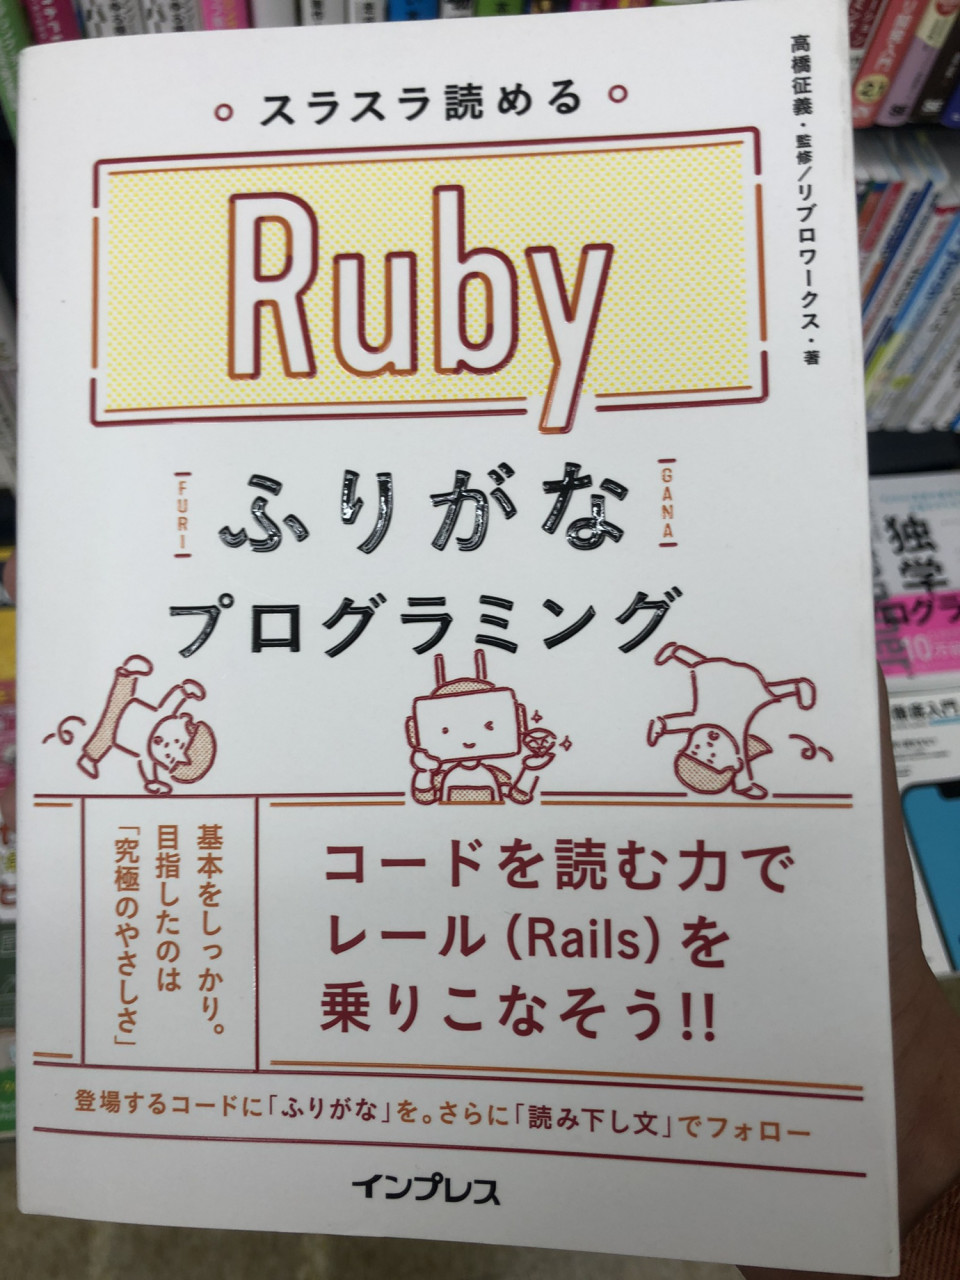 スラスラ読める
高橋征義・監修／リブロワークス・著
Ruby
FURI
ふりがな
GANA
プログラミング
基本をしっかり。
目指したのは
「究極のやさしさ」
コードを読む力で
レール(Rails)を
乗りこなそう!!
登場するコードに「ふりがな」を。さらに「読み下し文」でフォロー
インプレス
独学